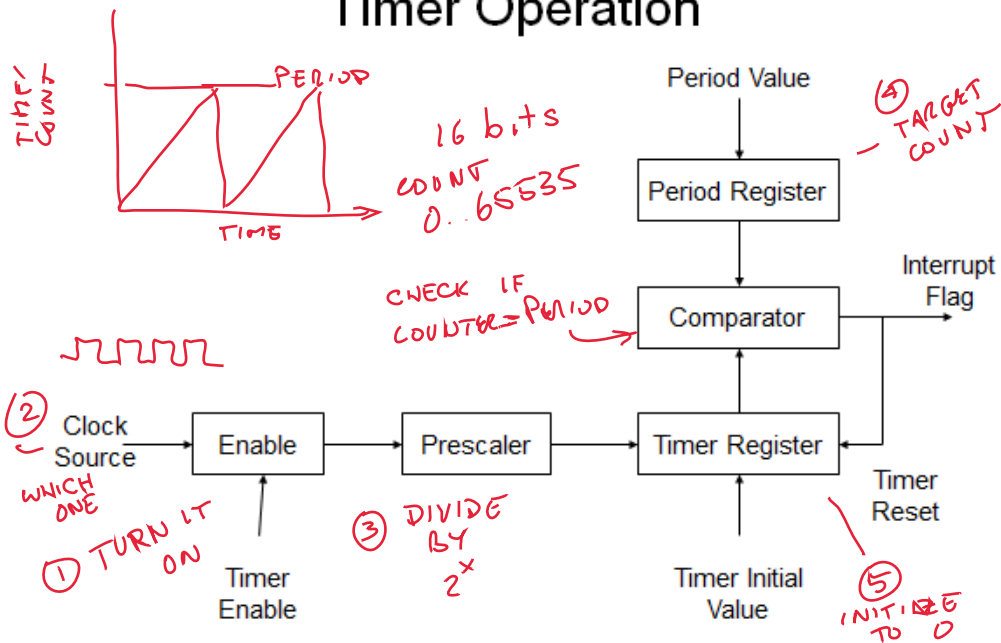 Timer Operation
TIMER/
COUNT
PERIOD
TIME
16 bits
COUNT
0..65535
Period Value
④
TARGET
COUNT
Period Register
CHECK IF
COUNTER=PERIOD
Comparator
Interrupt
Flag
②
Clock
Source
WHICH
ONE
Enable
Prescaler
Timer Register
Timer
Reset
① TURN IT
ON
Timer
Enable
③ DIVIDE
BY
2^x
Timer Initial
Value
⑤
TO 0